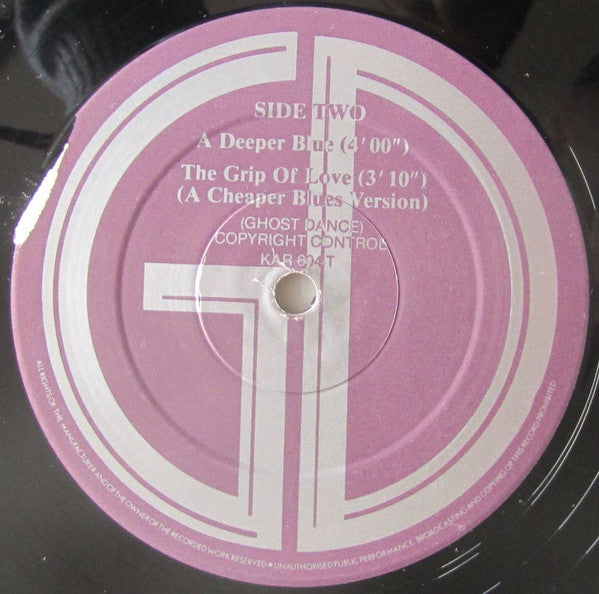 SIDE TWO
A Deeper Blue (4'00")
The Grip Of Love (3'10")
(A Cheaper Blues Version)
(GHOST DANCE)
COPYRIGHT CONTROL
KAR 604T
ALL RIGHTS OF THE MANUFACTURER AND OF THE OWNER OF THE RECORDED WORK RESERVED • UNAUTHORISED PUBLIC PERFORMANCE, BROADCASTING AND COPYING OF THIS RECORD PROHIBITED